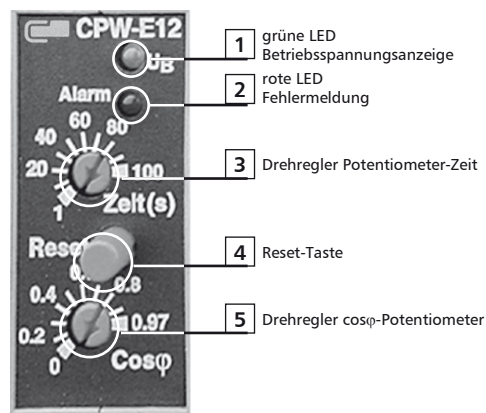 CPW-E12
UB
Alarm
60
40
80
20
100
1
Zeit(s)
Reset
0.8
0.4
0.97
0.2
0
Cosφ
1
grüne LED
Betriebsspannungsanzeige
2
rote LED
Fehlermeldung
3
Drehregler Potentiometer-Zeit
4
Reset-Taste
5
Drehregler cosφ-Potentiometer